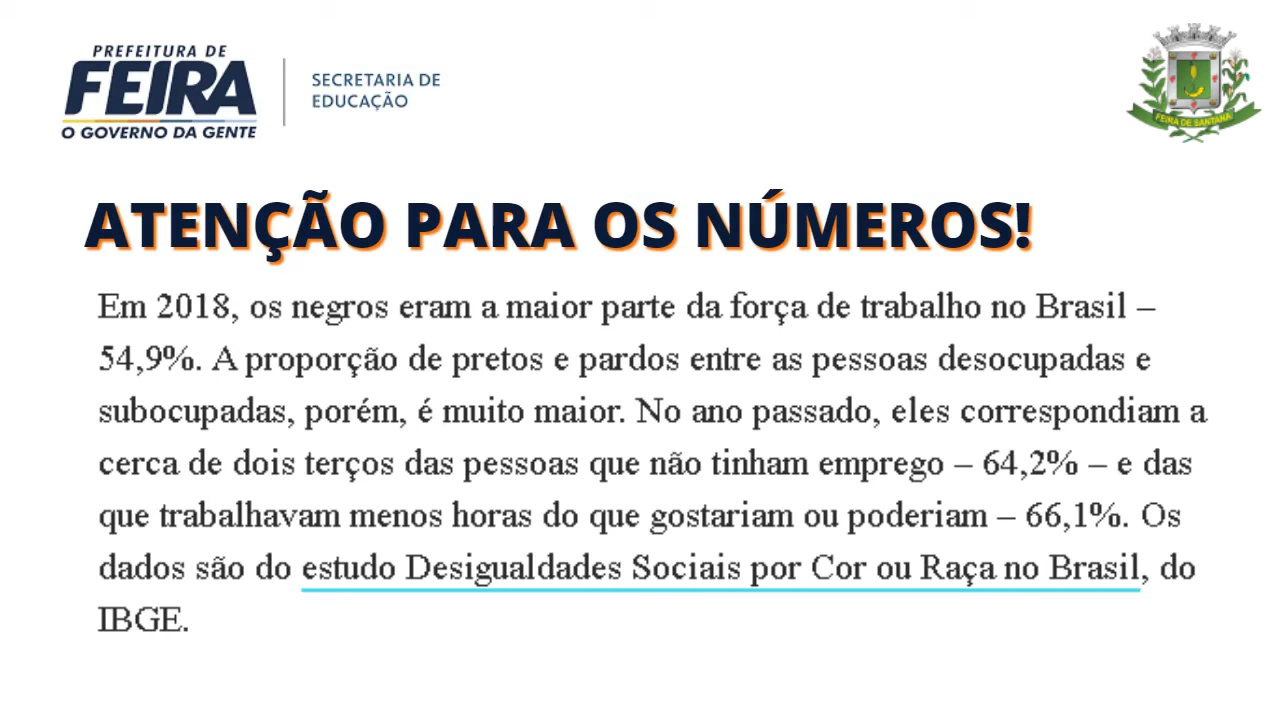 PREFEITURA DE
FEIRA
O GOVERNO DA GENTE
SECRETARIA DE
EDUCAÇÃO
FEIRA DE SANTANA
ATENÇÃO PARA OS NÚMEROS!
Em 2018, os negros eram a maior parte da força de trabalho no Brasil –
54,9%. A proporção de pretos e pardos entre as pessoas desocupadas e
subocupadas, porém, é muito maior. No ano passado, eles correspondiam a
cerca de dois terços das pessoas que não tinham emprego – 64,2% – e das
que trabalhavam menos horas do que gostariam ou poderiam – 66,1%. Os
dados são do estudo Desigualdades Sociais por Cor ou Raça no Brasil, do
IBGE.